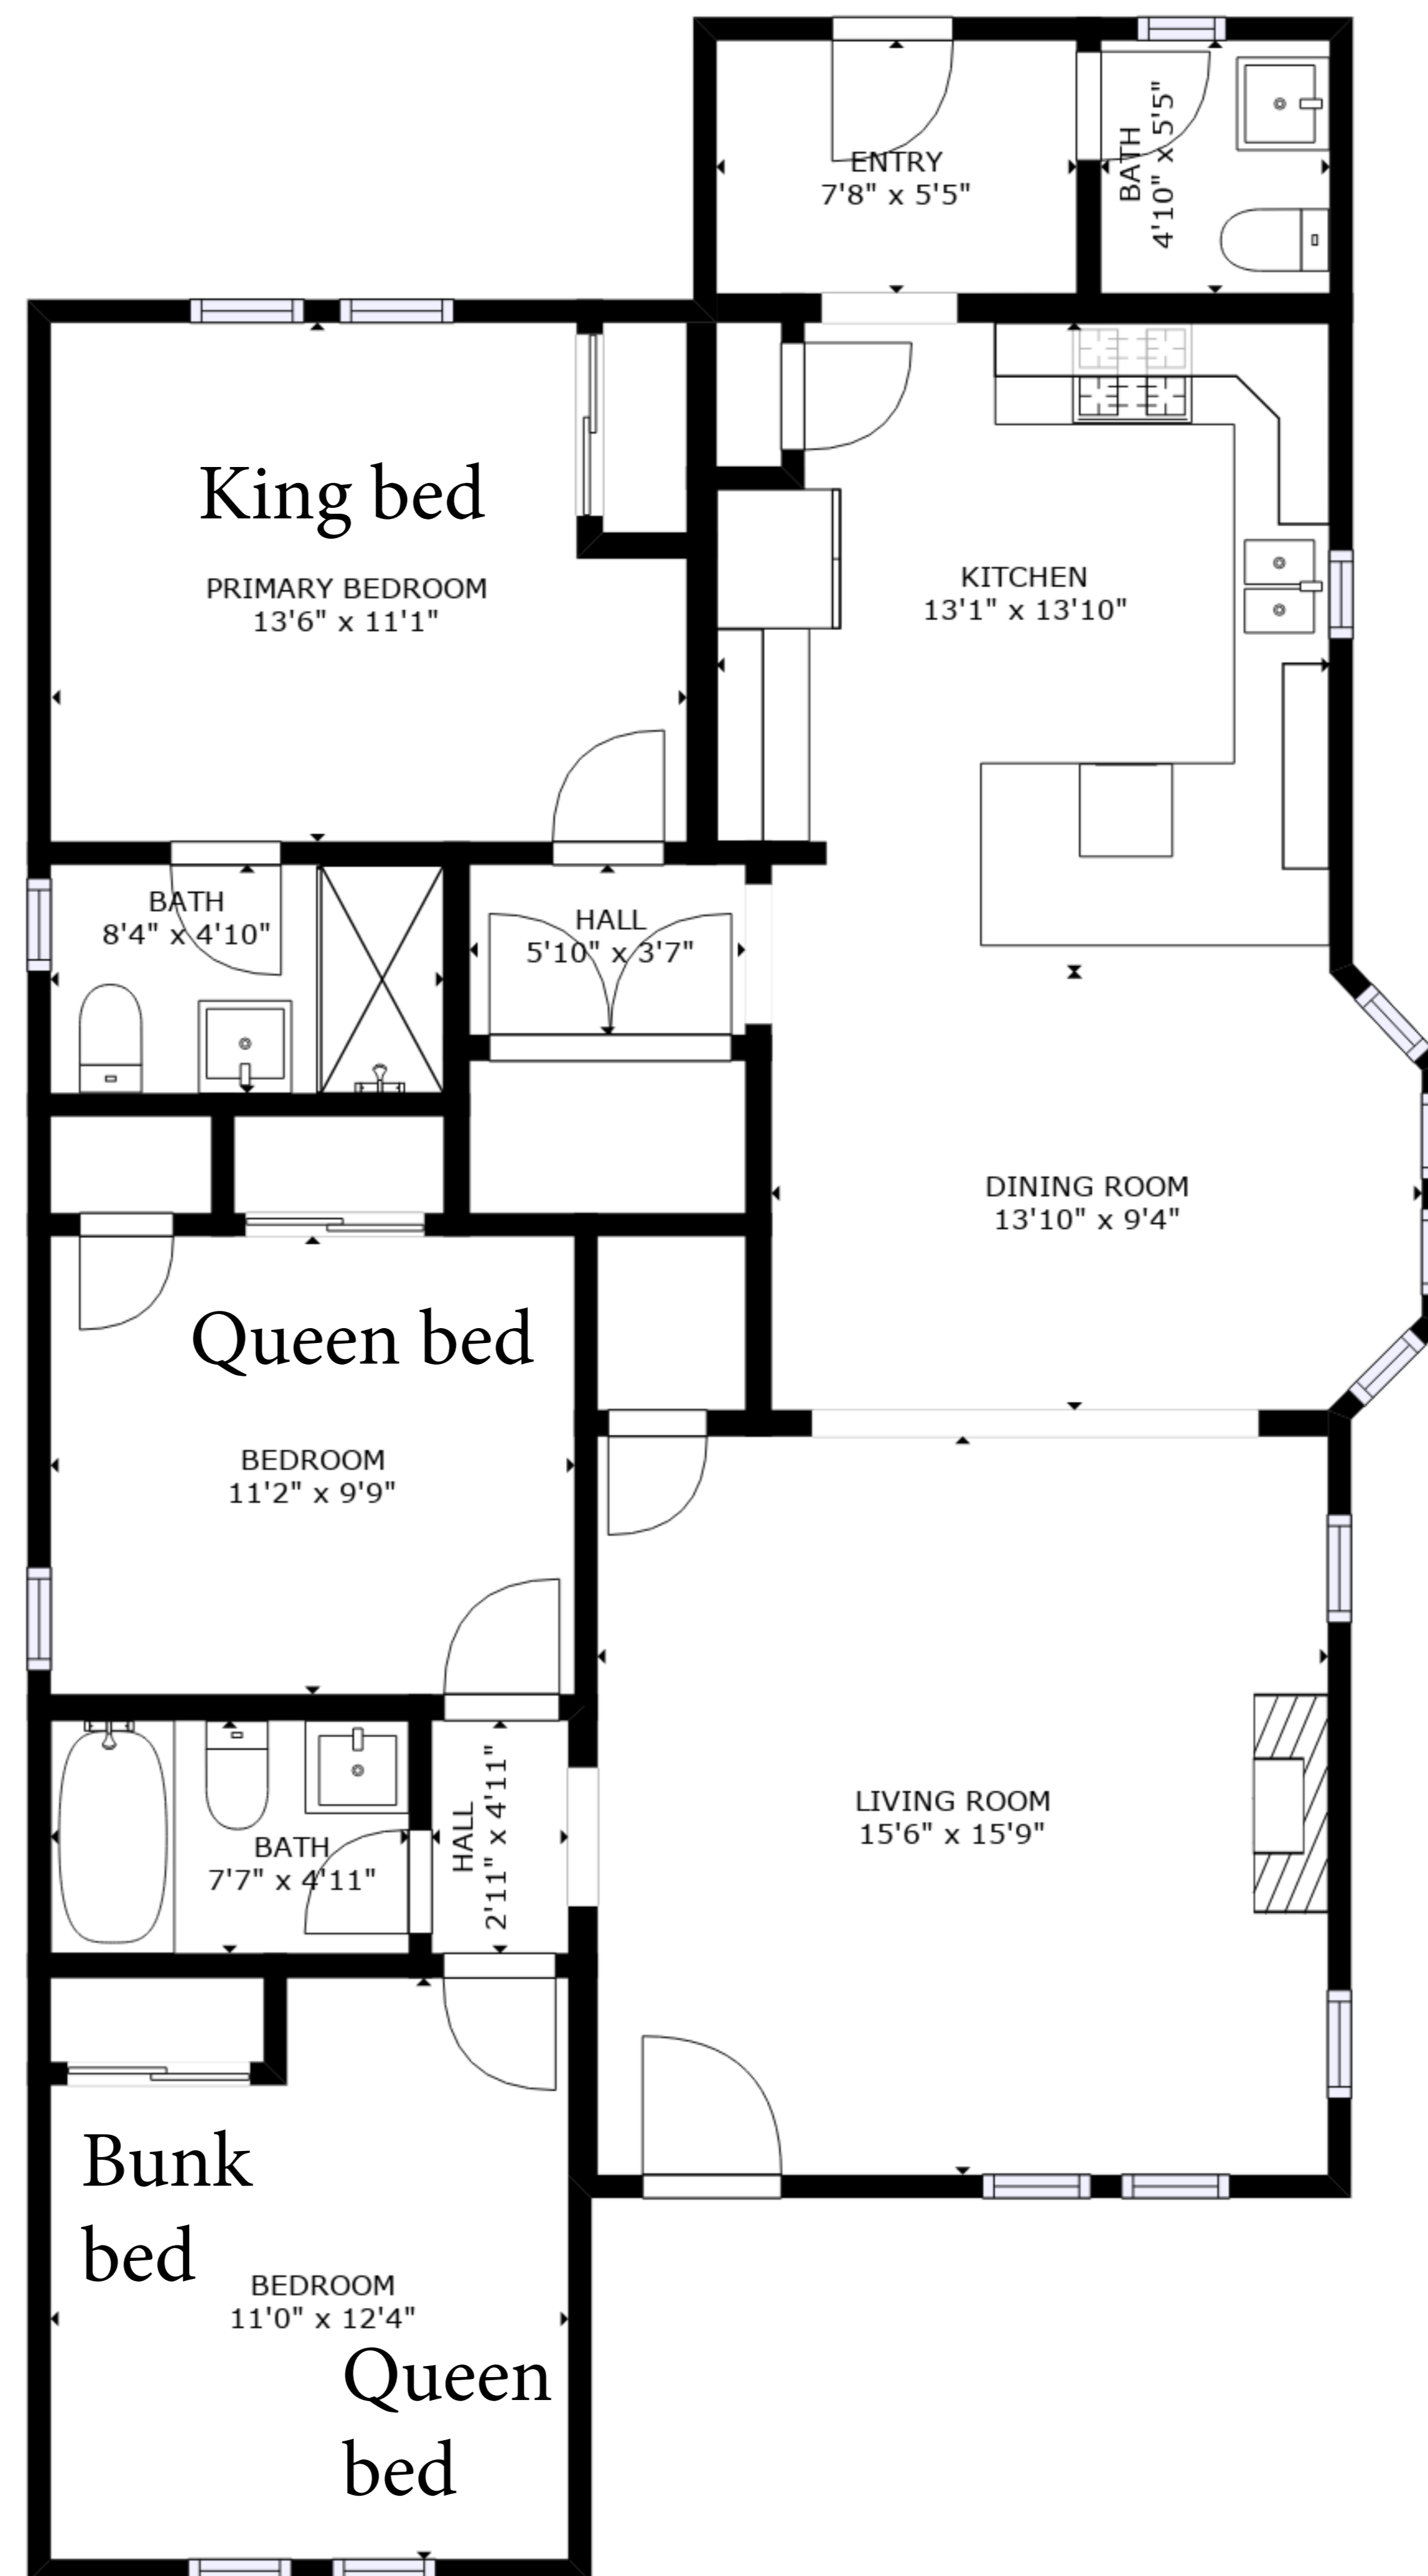 ENTRY
7'8" x 5'5"
BATH
4'10" x 5'5"
King bed
PRIMARY BEDROOM
13'6" x 11'1"
KITCHEN
13'1" x 13'10"
BATH
8'4" x 4'10"
HALL
5'10" x 3'7"
DINING ROOM
13'10" x 9'4"
Queen bed
BEDROOM
11'2" x 9'9"
LIVING ROOM
15'6" x 15'9"
BATH
7'7" x 4'11"
HALL
2'11" x 4'11"
Bunk
bed
BEDROOM
11'0" x 12'4"
Queen
bed